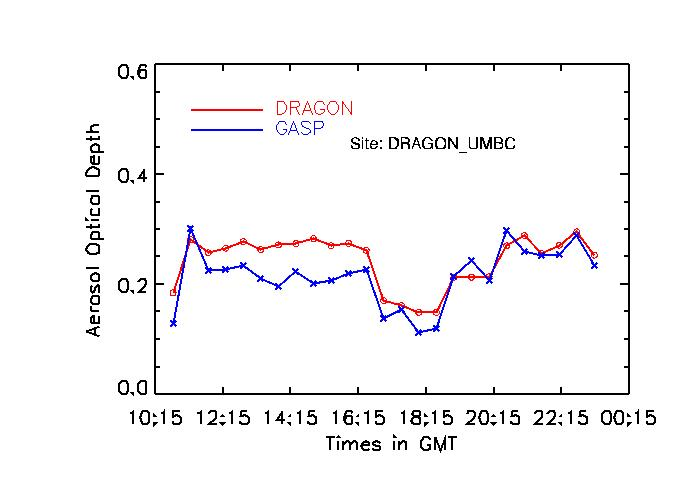 0.6
DRAGON
GASP
Site: DRAGON_UMBC
0.4
Aerosol Optical Depth
0.2
0.0
10:15 12:15 14:15 16:15 18:15 20:15 22:15 00:15
Times in GMT